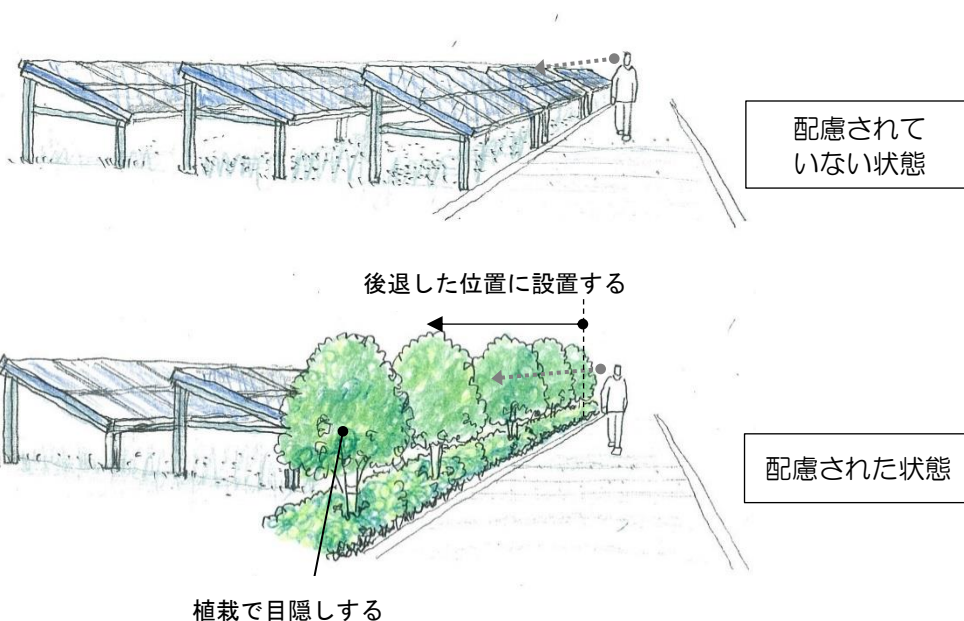 配慮されて
いない状態
後退した位置に設置する
配慮された状態
植栽で目隠しする